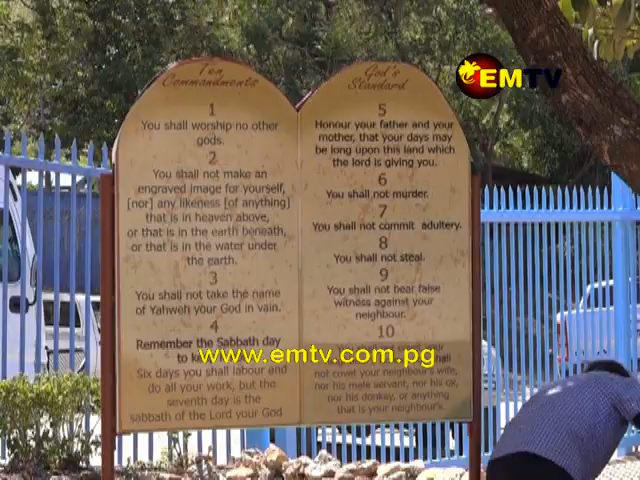 EMTV
Ten
Commandments
1
You shall worship no other
gods.
2
You shall not make an
engraved image for yourself,
[nor] any likeness [of anything]
that is in heaven above,
or that is in the earth beneath,
or that is in the water under
the earth.
3
You shall not take the name
of Yahweh your God in vain.
4
Remember the Sabbath day
to
Six days you shall labour and
do all your work, but the
seventh day is the
sabbath of the Lord your God
God's
Standard
5
Honour your father and your
mother, that your days may
be long upon this land which
the lord is giving you.
6
You shall not murder.
7
You shall not commit adultery.
8
You shall not steal.
9
You shall not bear false
witness against your
neighbour.
10
not covet your neighbour's wife,
nor his male servant, nor his ox,
nor his donkey, or anything
that is your neighbour's.
www.emtv.com.pg